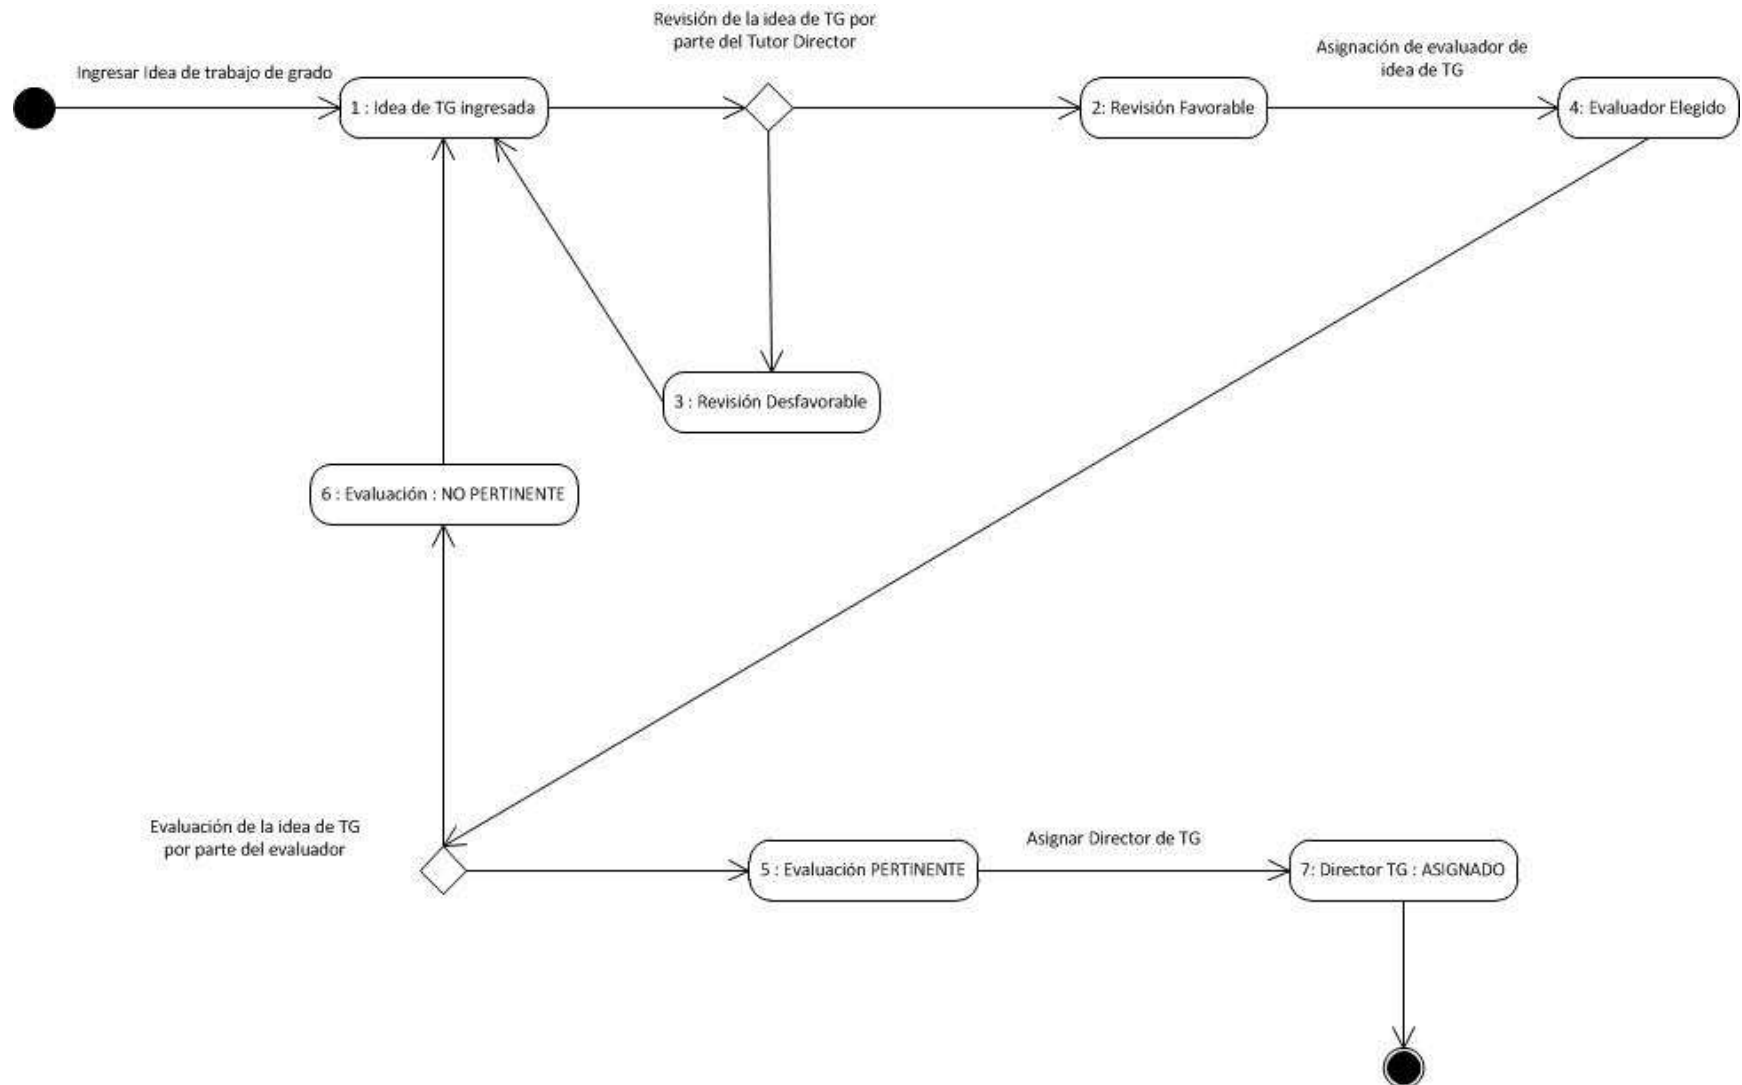 Revisión de la idea de TG por
parte del Tutor Director
Asignación de evaluador de
idea de TG
Ingresar Idea de trabajo de grado
1 : Idea de TG ingresada
2: Revisión Favorable
4: Evaluador Elegido
3 : Revisión Desfavorable
6 : Evaluación : NO PERTINENTE
Evaluación de la idea de TG
por parte del evaluador
Asignar Director de TG
5 : Evaluación PERTINENTE
7: Director TG : ASIGNADO